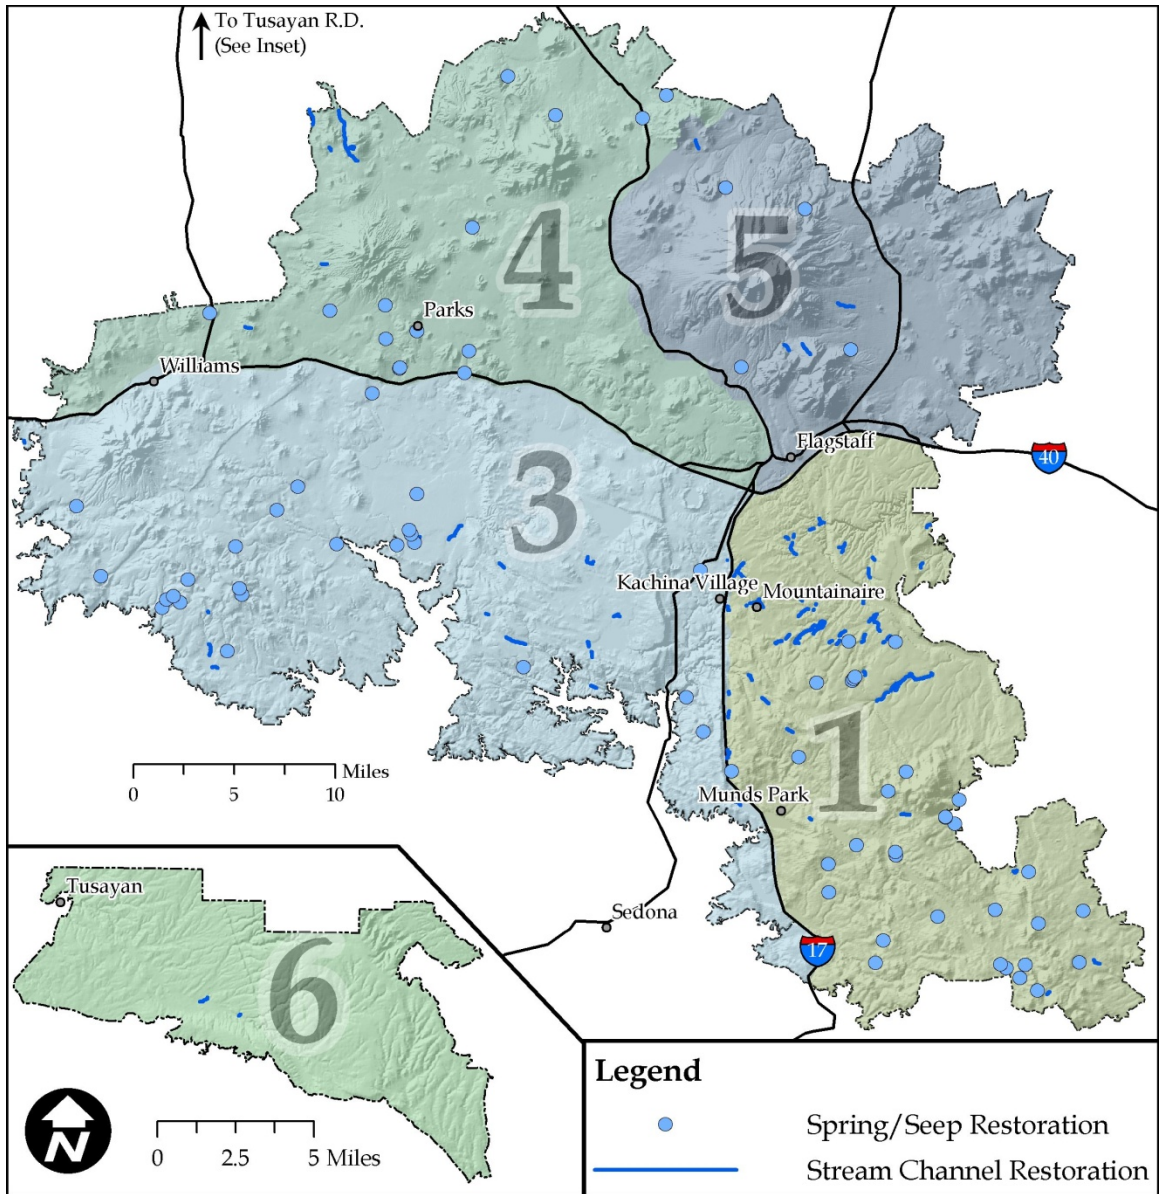 To Tusayan R.D.
(See Inset)
4
5
Parks
Williams
Flagstaff
40
3
Kachina Village
Mountainaire
1
Miles
0 5 10
Munds Park
Tusayan
Sedona
17
6
Legend
Spring/Seep Restoration
N
0 2.5 5 Miles
Stream Channel Restoration